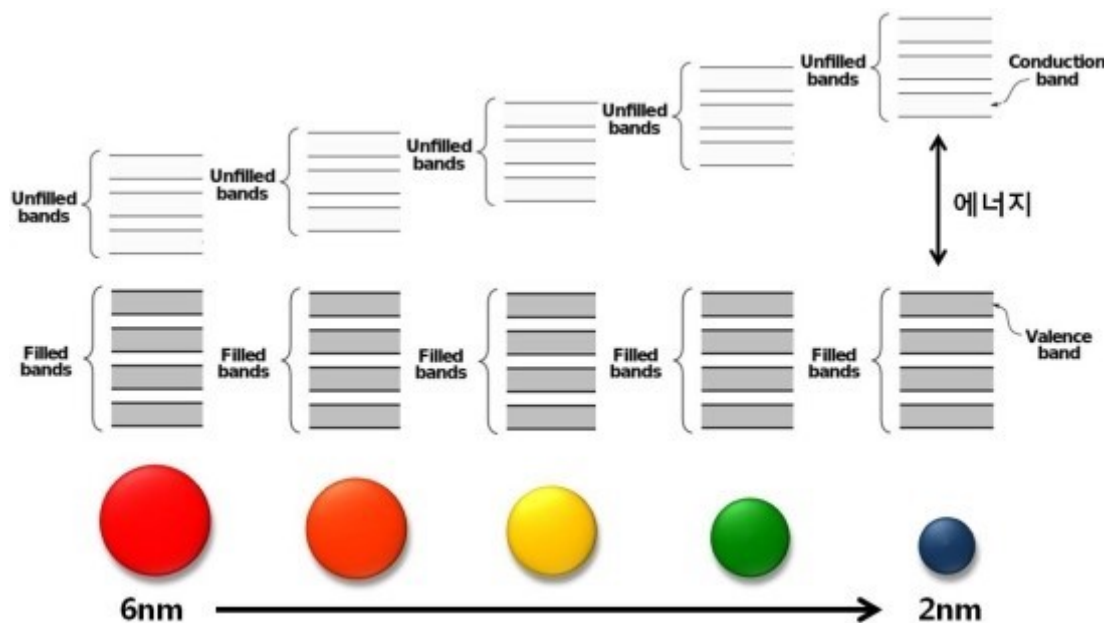 Unfilled
bands
Unfilled
bands
Unfilled
bands
Unfilled
bands
Unfilled
bands
Conduction
band
에너지
Filled
bands
Filled
bands
Filled
bands
Filled
bands
Filled
bands
Valence
band
6nm
2nm